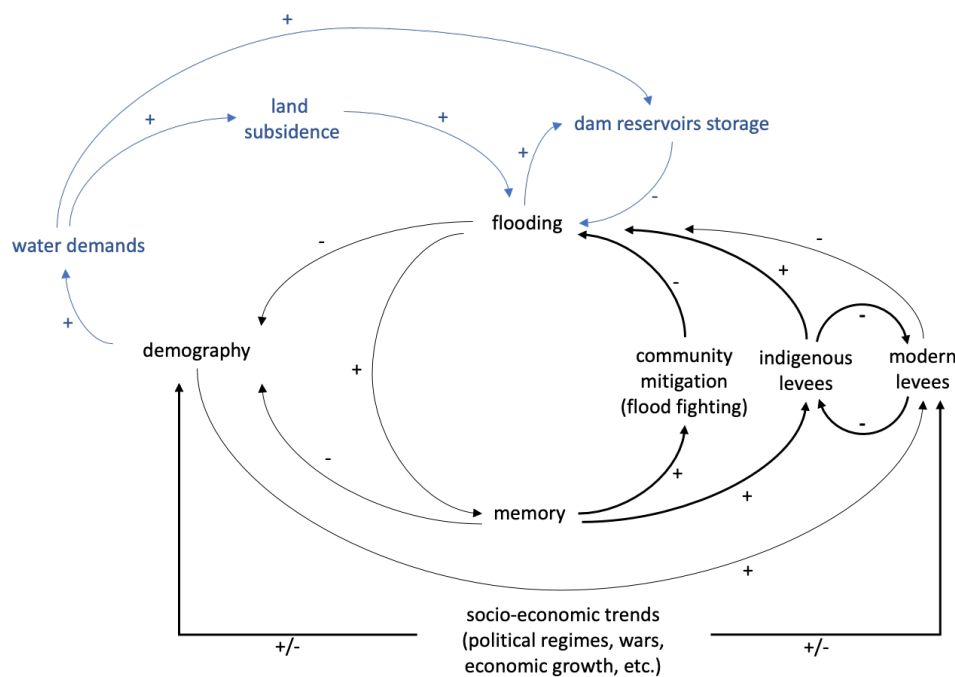 +
land
subsidence
+
+
dam reservoirs storage
+
-
flooding
water demands
-
-
+
-
+
-
demography
+
community
mitigation
(flood fighting)
indigenous
levees
modern
levees
-
-
+
+
memory
+
socio-economic trends
(political regimes, wars,
economic growth, etc.)
+/-
+/-